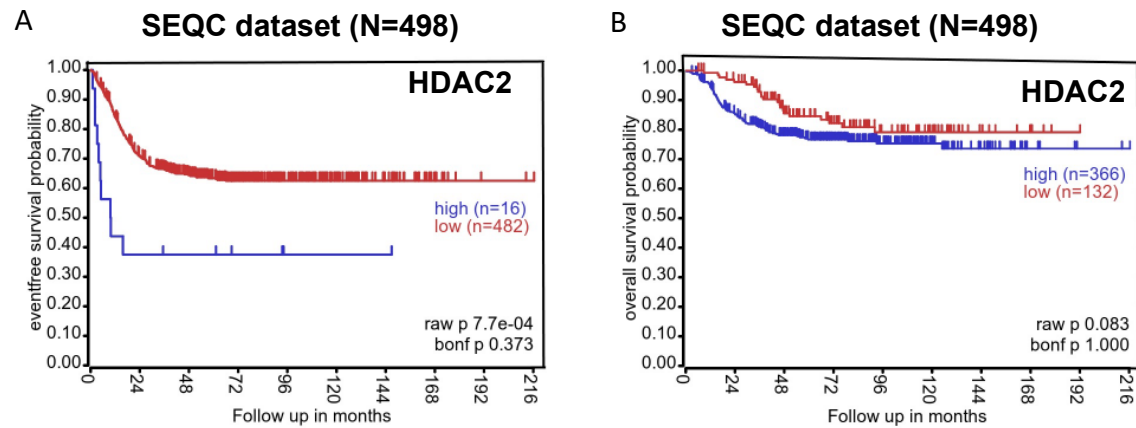 A
SEQC dataset (N=498)
HDAC2
eventfree survival probability
1.00
0.90
0.80
0.70
0.60
0.50
0.40
0.30
0.20
0.10
0.00
high (n=16)
low (n=482)
raw p 7.7e-04
bonf p 0.373
0 24 48 72 96 120 144 168 192 216
Follow up in months
B
SEQC dataset (N=498)
HDAC2
overall survival probability
1.00
0.90
0.80
0.70
0.60
0.50
0.40
0.30
0.20
0.10
0.00
high (n=366)
low (n=132)
raw p 0.083
bonf p 1.000
0 24 48 72 96 120 144 168 192 216
Follow up in months